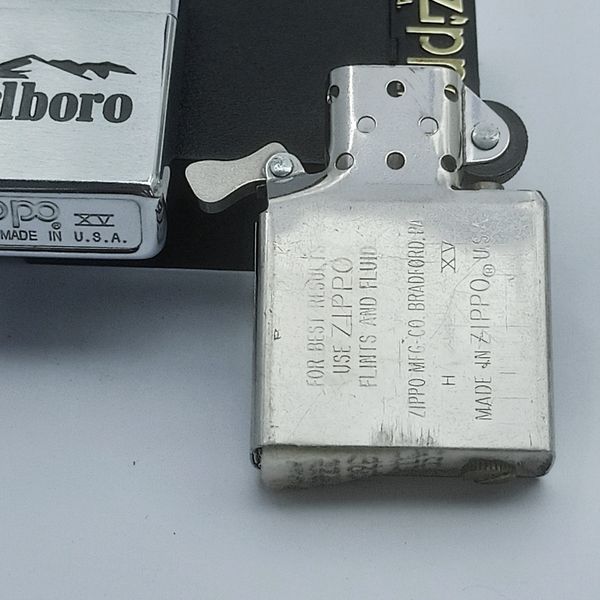 lboro
ippo XV
MADE IN U.S.A.
FOR BEST RESULTS
USE ZIPPO
FLINTS AND FLUID
ZIPPO MFG-CO. BRADFORD. PA
H XV
MADE IN ZIPPO® U.S.A.
P